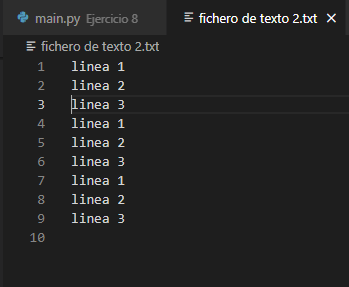 main.py Ejercicio 8 fichero de texto 2.txt ×
fichero de texto 2.txt
1 linea 1
2 linea 2
3 linea 3
4 linea 1
5 linea 2
6 linea 3
7 linea 1
8 linea 2
9 linea 3
10